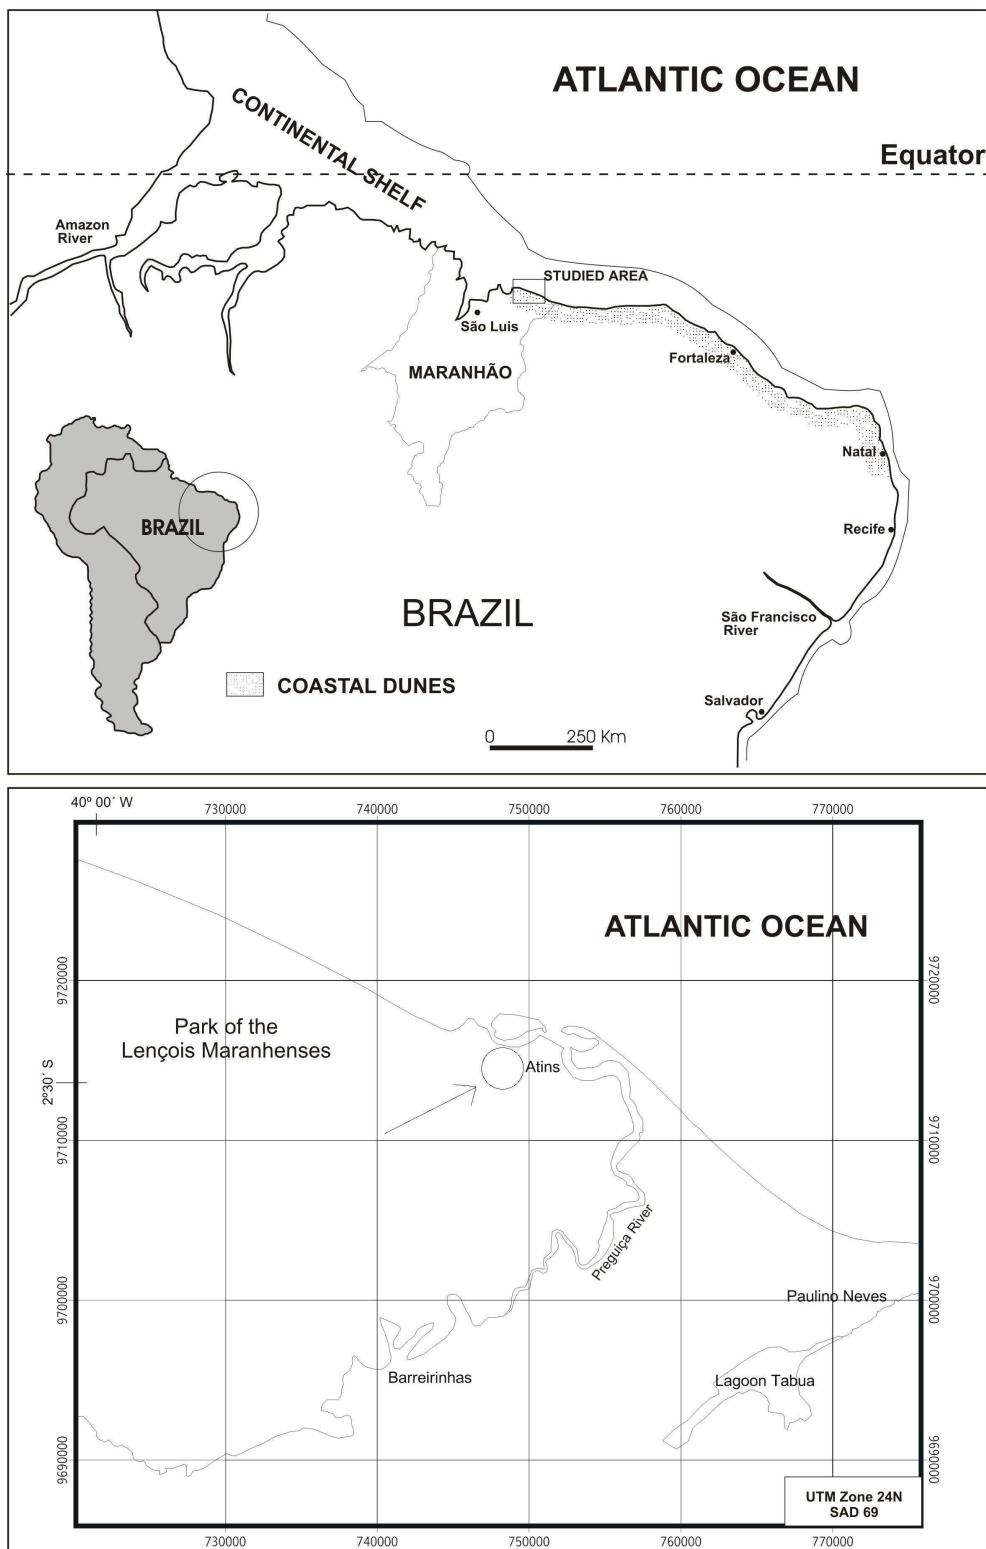 ATLANTIC OCEAN
CONTINENTAL SHELF
Equator
Amazon
River
STUDIED AREA
São Luis
Fortaleza
MARANHÃO
Natal
BRAZIL
Recife
BRAZIL
São Francisco
River
COASTAL DUNES
Salvador
0 250 Km
40º 00´ W
730000 740000 750000 760000 770000
ATLANTIC OCEAN
9720000 9720000
Park of the
Lençois Maranhenses
Atins
2º30´ S
9710000 9710000
Preguiça River
Paulino Neves
9700000 9700000
Barreirinhas
Lagoon Tabua
9690000 9690000
UTM Zone 24N
SAD 69
730000 740000 750000 760000 770000